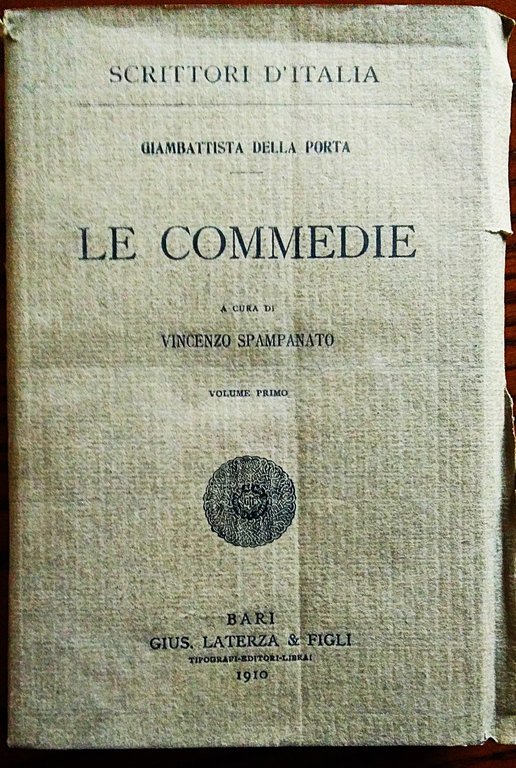 SCRITTORI D'ITALIA
GIAMBATTISTA DELLA PORTA
LE COMMEDIE
A CURA DI
VINCENZO SPAMPANATO
VOLUME PRIMO
BARI
GIUS. LATERZA & FIGLI
TIPOGRAFI-EDITORI-LIBRAI
1910